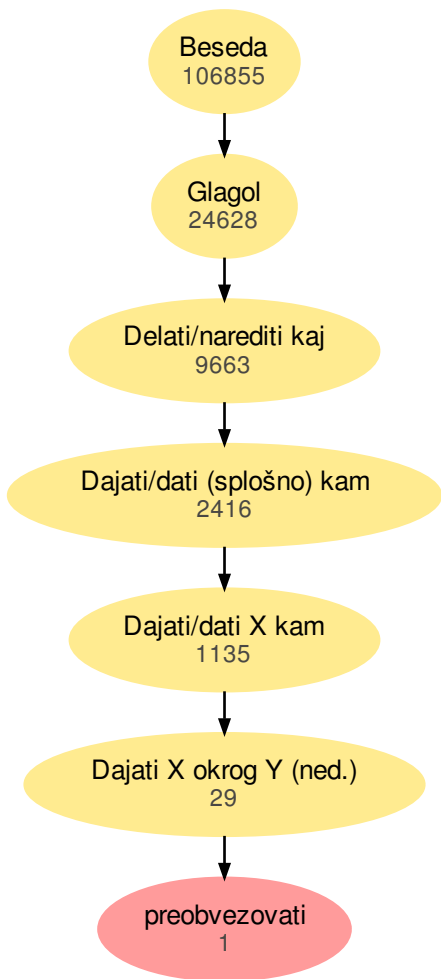 Beseda
106855
Glagol
24628
Delati/narediti kaj
9663
Dajati/dati (splošno) kam
2416
Dajati/dati X kam
1135
Dajati X okrog Y (ned.)
29
preobvezovati
1